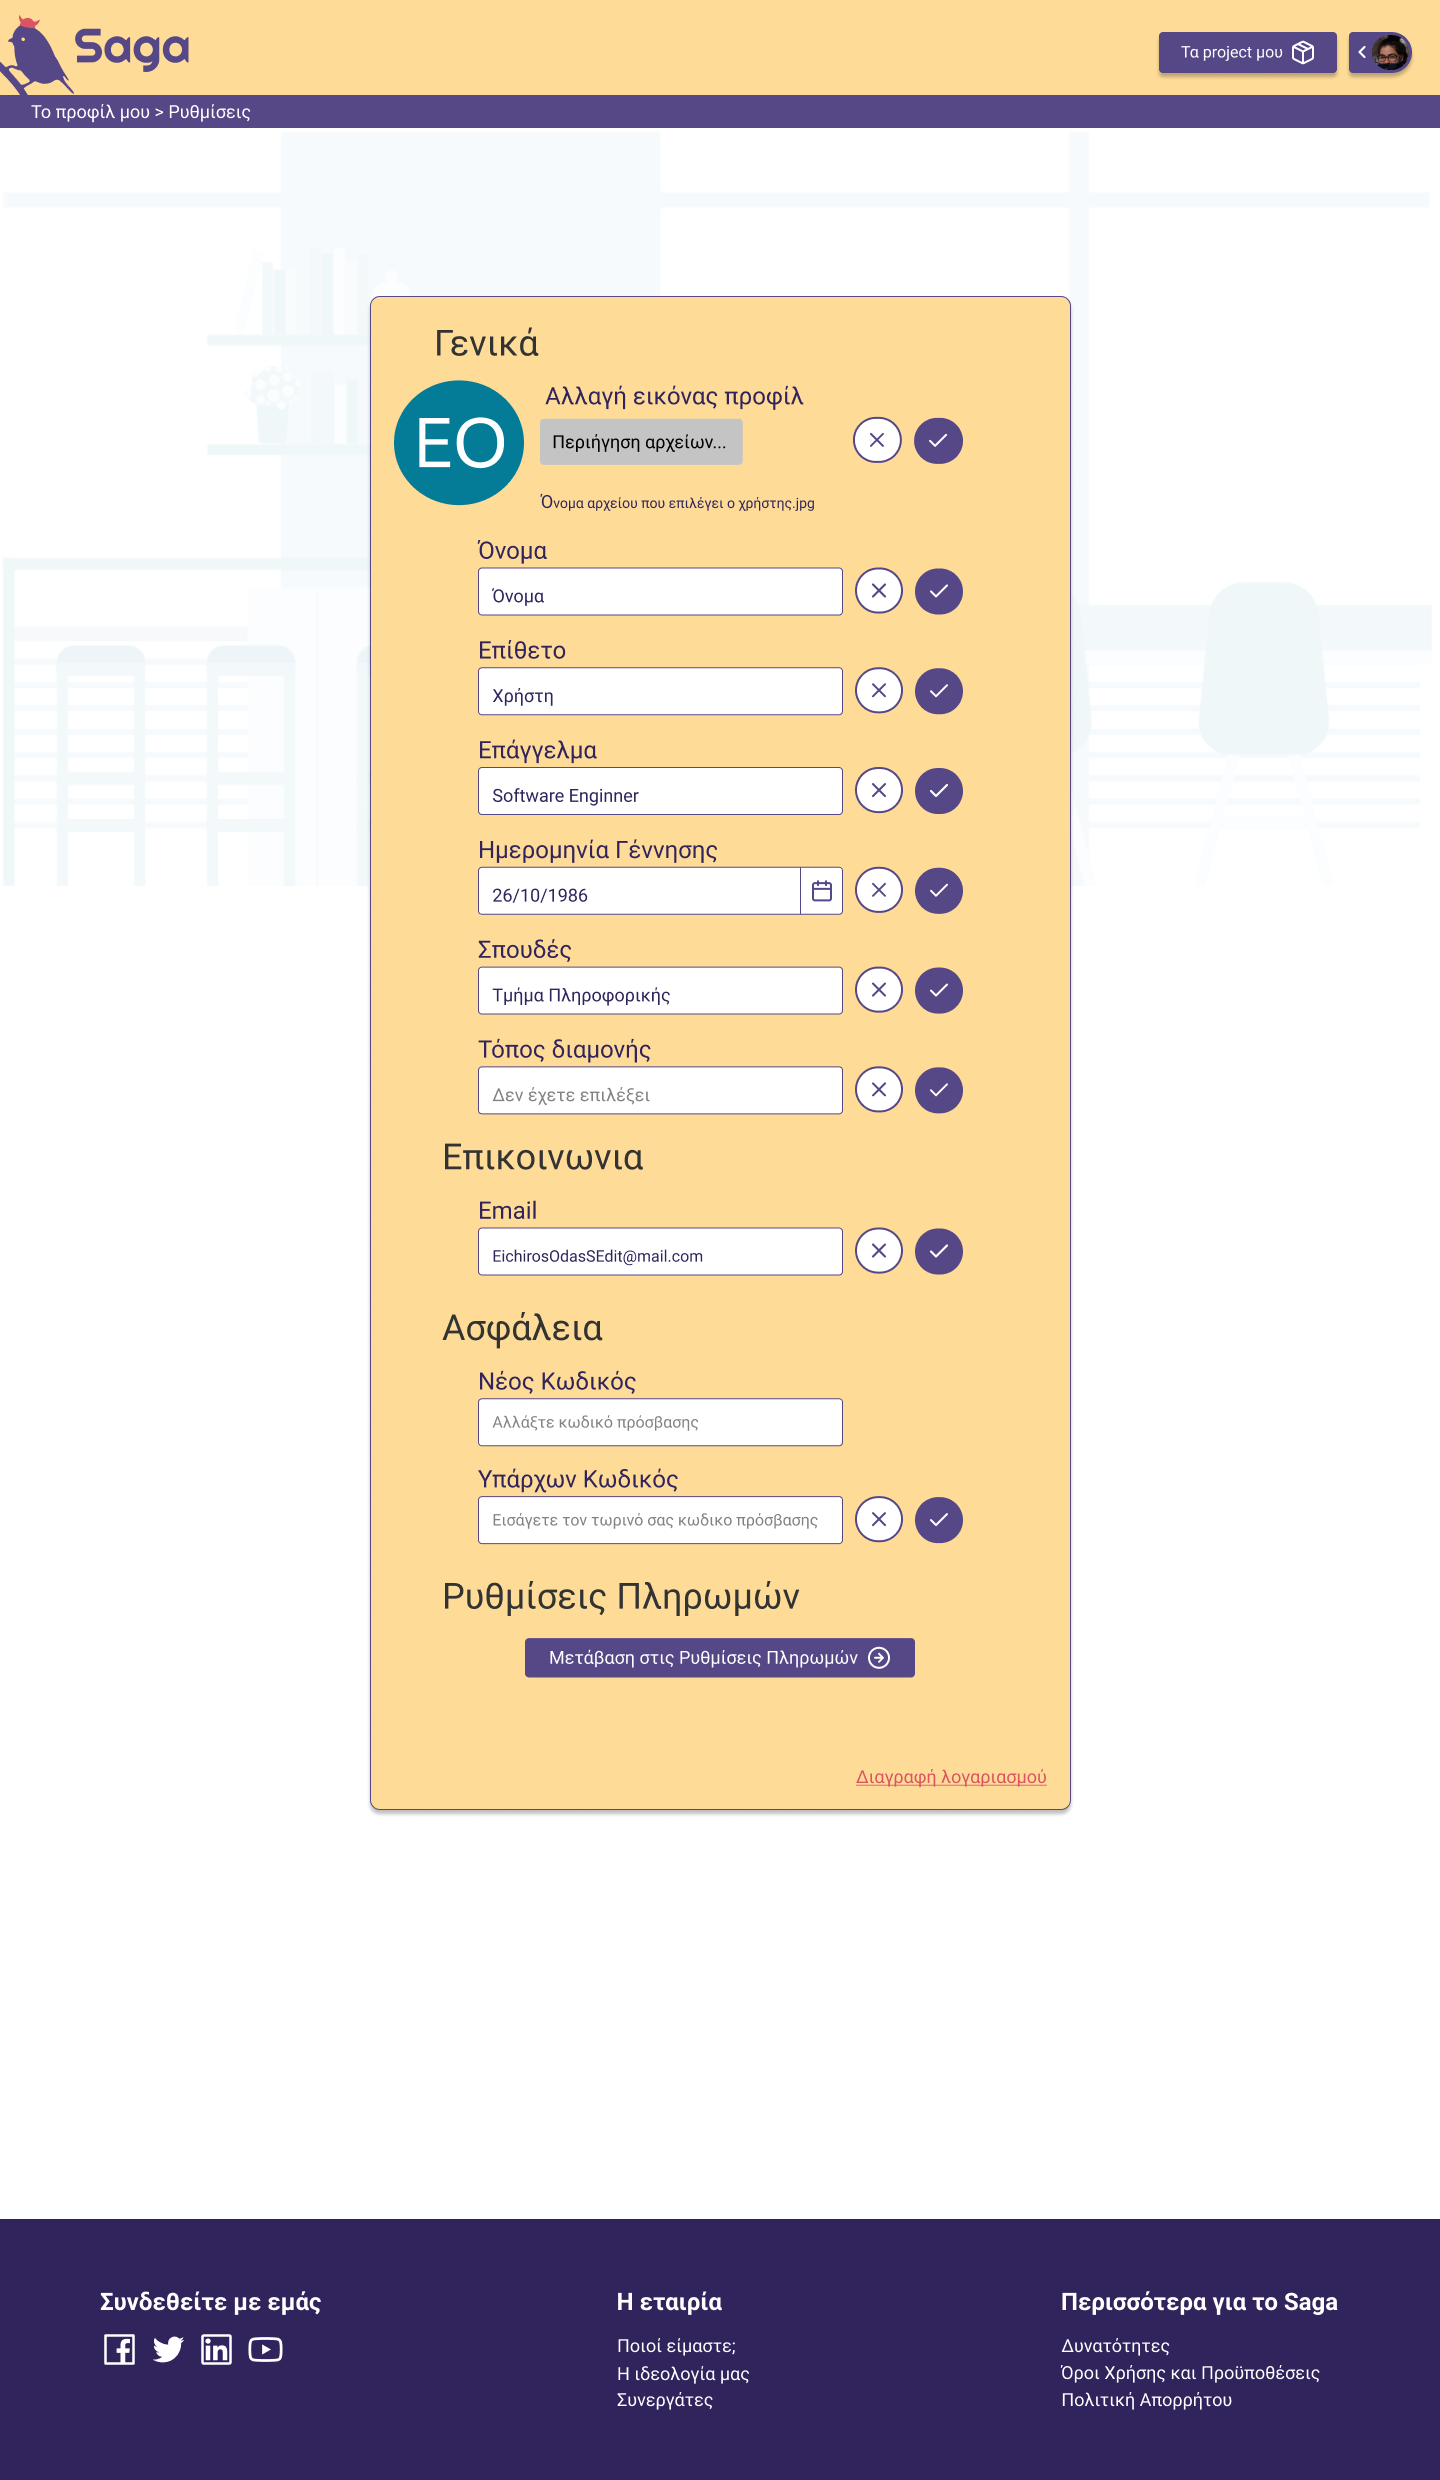 Saga
Τα project μου
Το προφίλ μου > Ρυθμίσεις
Γενικά
EO
Αλλαγή εικόνας προφίλ
Περιήγηση αρχείων...
Όνομα αρχείου που επιλέγει ο χρήστης.jpg
Όνομα
Όνομα
Επίθετο
Χρήστη
Επάγγελμα
Software Enginner
Ημερομηνία Γέννησης
26/10/1986
Σπουδές
Τμήμα Πληροφορικής
Τόπος διαμονής
Δεν έχετε επιλέξει
Επικοινωνια
Email
EichirosOdasSEdit@mail.com
Ασφάλεια
Νέος Κωδικός
Αλλάξτε κωδικό πρόσβασης
Υπάρχων Κωδικός
Εισάγετε τον τωρινό σας κωδικο πρόσβασης
Ρυθμίσεις Πληρωμών
Μετάβαση στις Ρυθμίσεις Πληρωμών
Διαγραφή λογαριασμού
Συνδεθείτε με εμάς
Η εταιρία
Ποιοί είμαστε;
Η ιδεολογία μας
Συνεργάτες
Περισσότερα για το Saga
Δυνατότητες
Όροι Χρήσης και Προϋποθέσεις
Πολιτική Απορρήτου